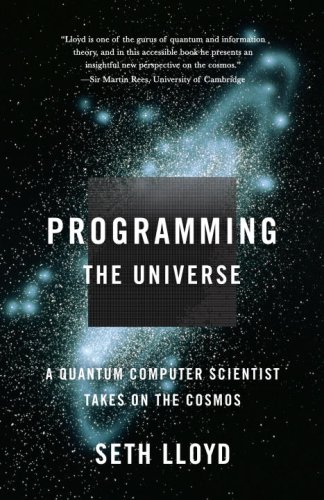 "Lloyd is one of the gurus of quantum and information
theory, and in this accessible book he presents an
insightful new perspective on the cosmos."
—Sir Martin Rees, University of Cambridge
PROGRAMMING
THE UNIVERSE
A QUANTUM COMPUTER SCIENTIST
TAKES ON THE COSMOS
SETH LLOYD